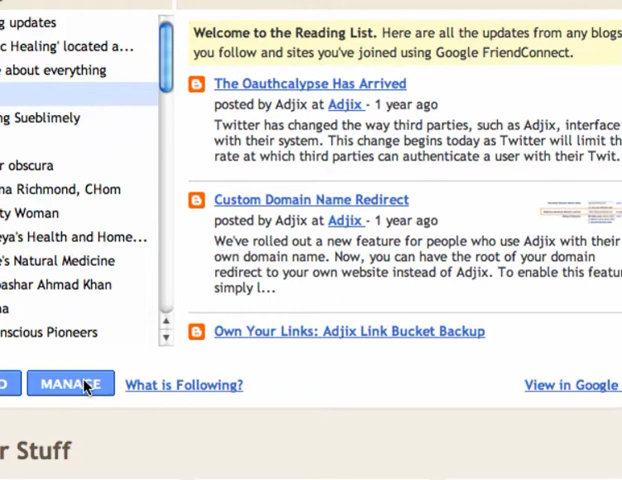 g updates
c Healing' located a...
about everything
ng Sueblimely
r obscura
na Richmond, CHom
ty Woman
eya's Health and Home...
e's Natural Medicine
bashar Ahmad Khan
na
nscious Pioneers
MANAGE
What is Following?
Welcome to the Reading List. Here are all the updates from any blogs
you follow and sites you've joined using Google FriendConnect.
The Oauthcalypse Has Arrived
posted by Adjix at Adjix - 1 year ago
Twitter has changed the way third parties, such as Adjix, interface
with their system. This change begins today as Twitter will limit th
rate at which third parties can authenticate a user with their Twit.
Custom Domain Name Redirect
posted by Adjix at Adjix - 1 year ago
We've rolled out a new feature for people who use Adjix with their
own domain name. Now, you can have the root of your domain
redirect to your own website instead of Adjix. To enable this featu
simply l...
Own Your Links: Adjix Link Bucket Backup
View in Google
r Stuff